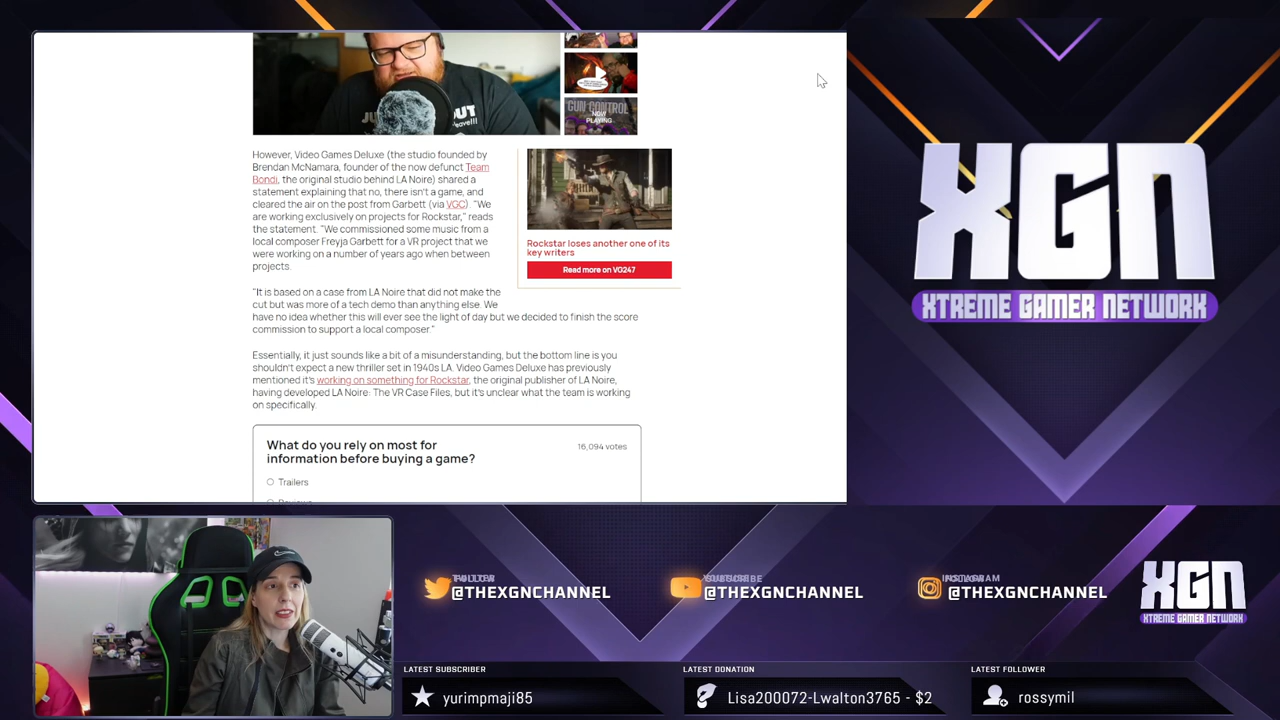 GUN CONTROL
NOW
PLAYING
However, Video Games Deluxe (the studio founded by
Brendan McNamara, founder of the now defunct Team
Bondi, the original studio behind LA Noire) shared a
statement explaining that no, there isn't a game, and
cleared the air on the post from Garbett (via VGC). "We
are working exclusively on projects for Rockstar," reads
the statement. "We commissioned some music from a
local composer Freyja Garbett for a VR project that we
were working on a number of years ago when between
projects.
Rockstar loses another one of its
key writers
Read more on VG247
"It is based on a case from LA Noire that did not make the
cut but was more of a tech demo than anything else. We
have no idea whether this will ever see the light of day but we decided to finish the score
commission to support a local composer."
Essentially, it just sounds like a bit of a misunderstanding, but the bottom line is you
shouldn't expect a new thriller set in 1940s LA. Video Games Deluxe has previously
mentioned it's working on something for Rockstar, the original publisher of LA Noire,
having developed LA Noire: The VR Case Files, but it's unclear what the team is working
on specifically.
What do you rely on most for
information before buying a game?
16,094 votes
Trailers
XGN
XTREME GAMER NETWORK
@THEXGNCHANNEL
@THEXGNCHANNEL
@THEXGNCHANNEL
XGN
XTREME GAMER NETWORK
LATEST SUBSCRIBER
yurimpmaji85
LATEST DONATION
Lisa200072-Lwalton3765 - $2
LATEST FOLLOWER
rossymil